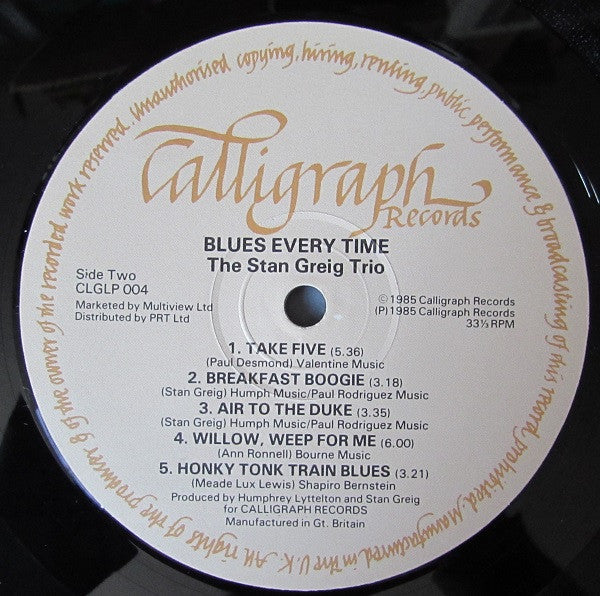 Calligraph
Records
BLUES EVERY TIME
The Stan Greig Trio
Side Two
CLGLP 004
Marketed by Multiview Ltd
Distributed by PRT Ltd
© 1985 Calligraph Records
(P) 1985 Calligraph Records
33⅓ RPM
1. TAKE FIVE (5.36)
(Paul Desmond) Valentine Music
2. BREAKFAST BOOGIE (3.18)
(Stan Greig) Humph Music/Paul Rodriguez Music
3. AIR TO THE DUKE (3.35)
(Stan Greig) Humph Music/Paul Rodriguez Music
4. WILLOW, WEEP FOR ME (6.00)
(Ann Ronnell) Bourne Music
5. HONKY TONK TRAIN BLUES (3.21)
(Meade Lux Lewis) Shapiro Bernstein
Produced by Humphrey Lyttelton and Stan Greig
for CALLIGRAPH RECORDS
Manufactured in Gt. Britain
All rights of the producer & of the owner of the recorded work reserved. Unauthorised copying, hiring, renting, public performance & broadcasting of this record prohibited. Manufactured in the U.K.